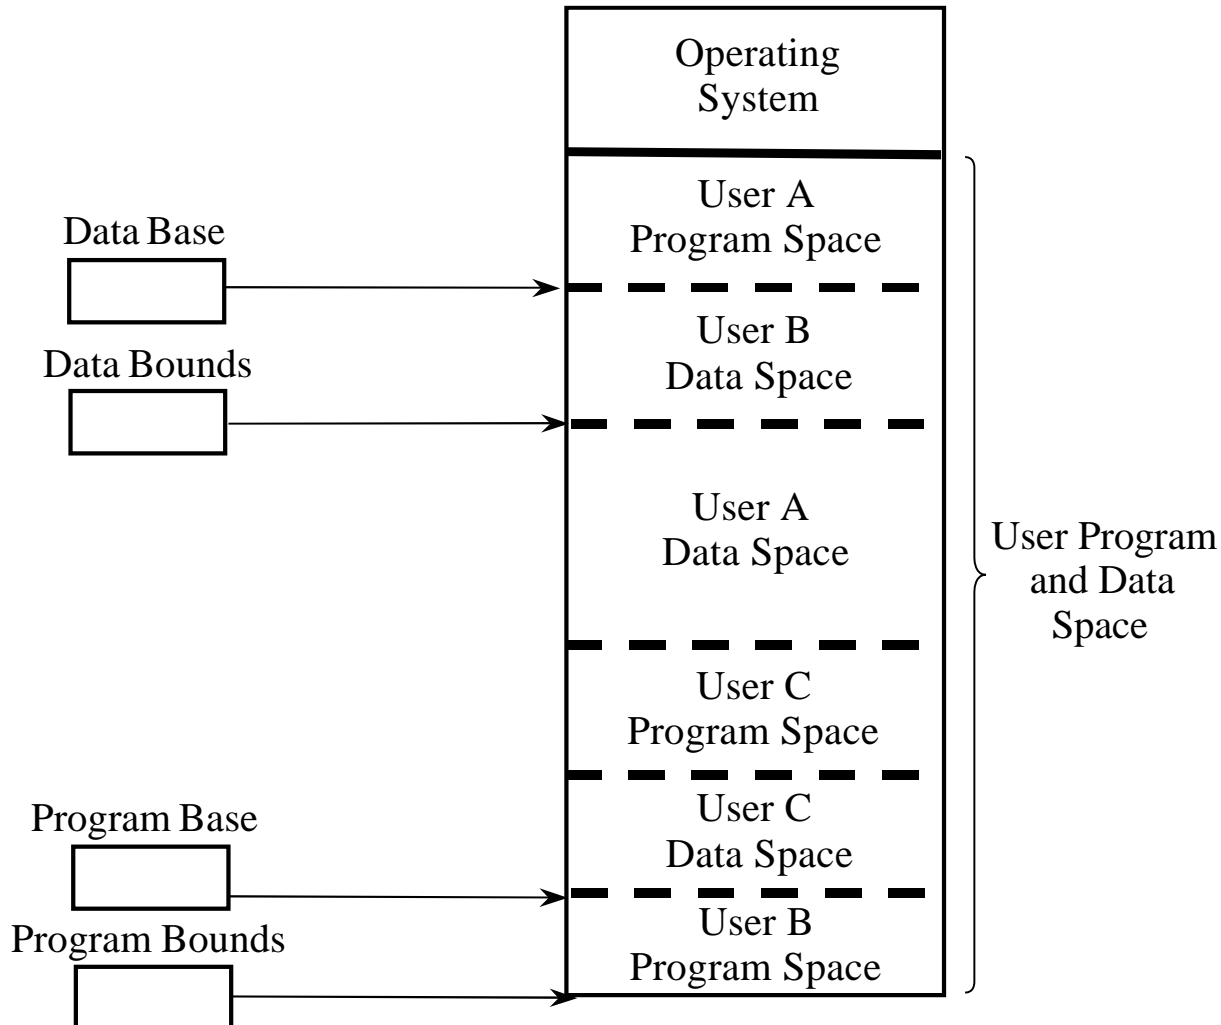 Operating
System
User A
Program Space
Data Base
User B
Data Space
Data Bounds
User A
Data Space
User Program
and Data
Space
User C
Program Space
Program Base
User C
Data Space
Program Bounds
User B
Program Space